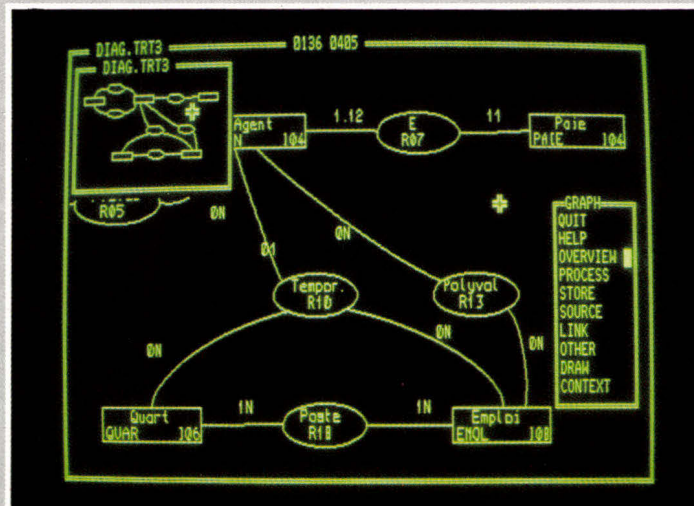 DIAG.TRT3 0136 0405
DIAG.TRT3
Agent
N 104
1.12
E
R07
11
Paie
PAIE 104
R05
0N
01
0N
GRAPH
QUIT
HELP
OVERVIEW
PROCESS
STORE
SOURCE
LINK
OTHER
DRAW
CONTEXT
Tempor.
R10
Polyval
R13
0N
0N
0N
Quart
QUAR 106
1N
Poste
R18
1N
Emploi
108